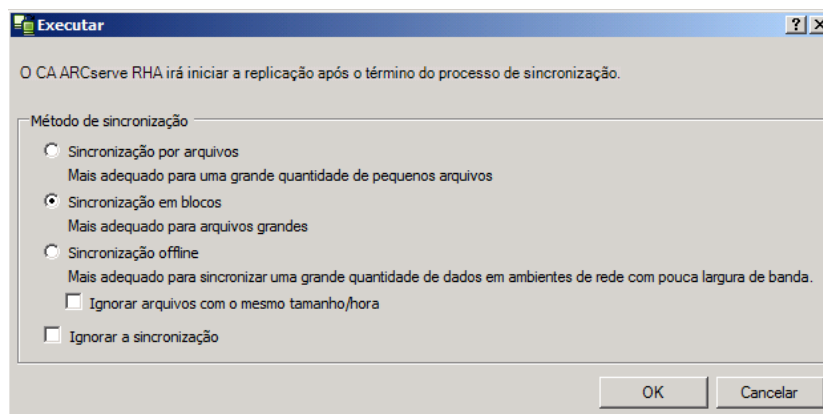 Executar
O CA ARCserve RHA irá iniciar a replicação após o término do processo de sincronização.
Método de sincronização
Sincronização por arquivos
Mais adequado para uma grande quantidade de pequenos arquivos
Sincronização em blocos
Mais adequado para arquivos grandes
Sincronização offline
Mais adequado para sincronizar uma grande quantidade de dados em ambientes de rede com pouca largura de banda.
Ignorar arquivos com o mesmo tamanho/hora
Ignorar a sincronização
OK Cancelar